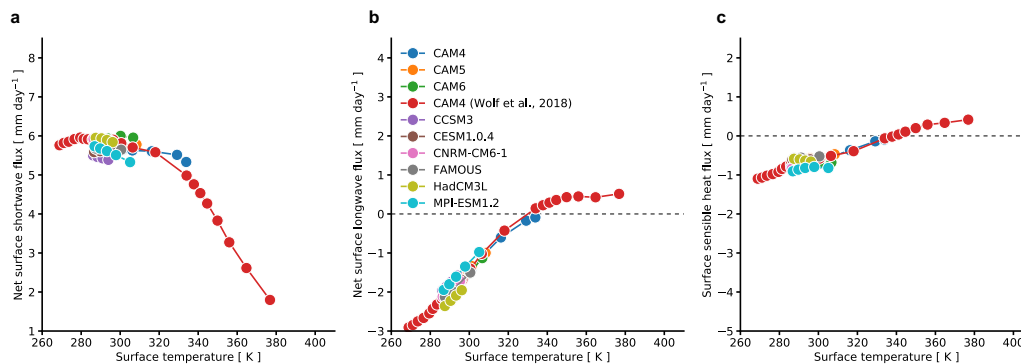 a
Net surface shortwave flux [ mm day⁻¹ ]
8
7
6
5
4
3
2
1
260 280 300 320 340 360 380 400
Surface temperature [ K ]
b
Net surface longwave flux [ mm day⁻¹ ]
4
3
2
1
0
−1
−2
−3
260 280 300 320 340 360 380 400
Surface temperature [ K ]
CAM4
CAM5
CAM6
CAM4 (Wolf et al., 2018)
CCSM3
CESM1.0.4
CNRM-CM6-1
FAMOUS
HadCM3L
MPI-ESM1.2
c
Surface sensible heat flux [ mm day⁻¹ ]
2
1
0
−1
−2
−3
−4
−5
260 280 300 320 340 360 380 400
Surface temperature [ K ]